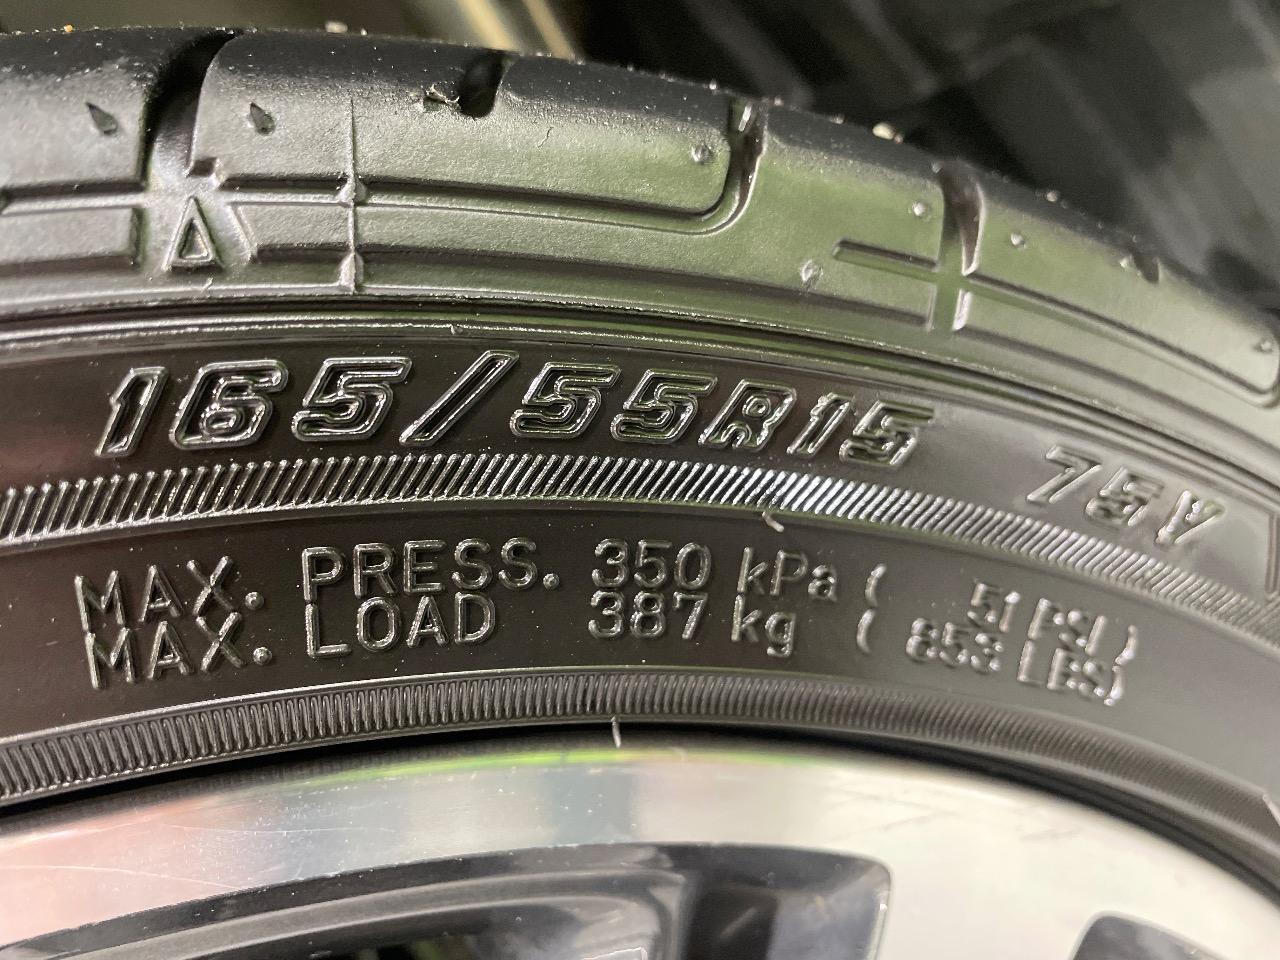 165/55R15 75V
MAX. PRESS. 350 kPa ( 51 PSI )
MAX. LOAD 387 kg ( 853 LBS)